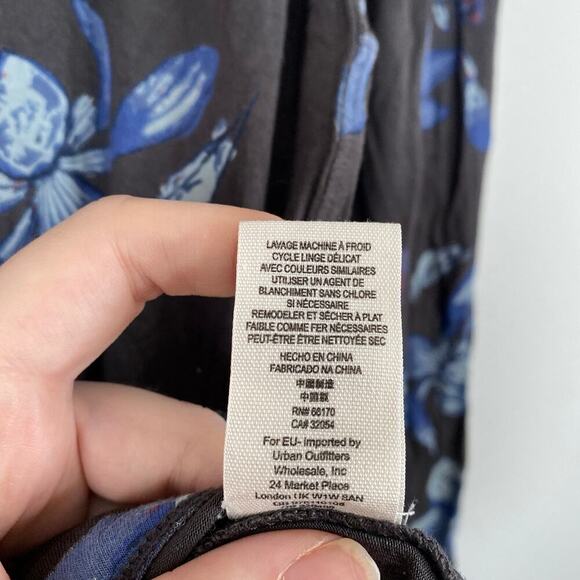 LAVAGE MACHINE À FROID
CYCLE LINGE DÉLICAT
AVEC COULEURS SIMILAIRES
UTILISER UN AGENT DE
BLANCHIMENT SANS CHLORE
SI NÉCESSAIRE
REMODELER ET SÉCHER À PLAT
FAIBLE COMME FER NÉCESSAIRES
PEUT-ÊTRE ÊTRE NETTOYÉE SEC
HECHO EN CHINA
FABRICADO NA CHINA
中國制造
中國製
RN# 66170
CA# 32054
For EU- Imported by
Urban Outfitters
Wholesale, Inc
24 Market Place
London UK W1W 8AN